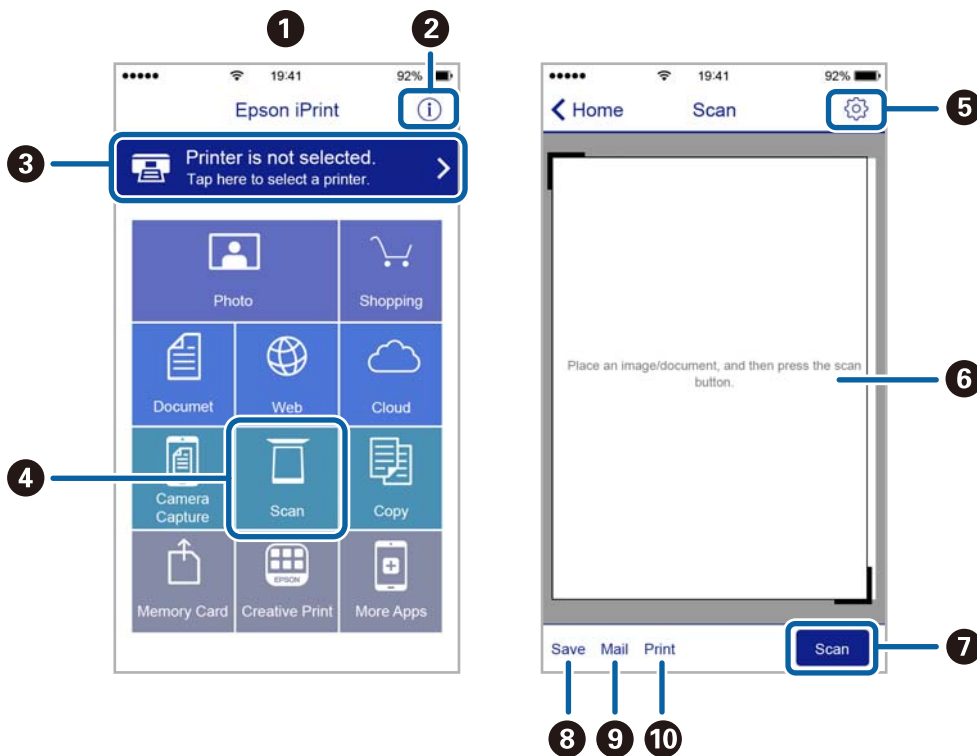 1
2
19:41
92%
Epson iPrint
i
3
Printer is not selected.
Tap here to select a printer.
Photo
Shopping
Documet
Web
Cloud
4
Camera
Capture
Scan
Copy
EPSON
Memory Card
Creative Print
More Apps
19:41
92%
Home
Scan
5
Place an image/document, and then press the scan
button.
6
Save
Mail
Print
Scan
7
8
9
10